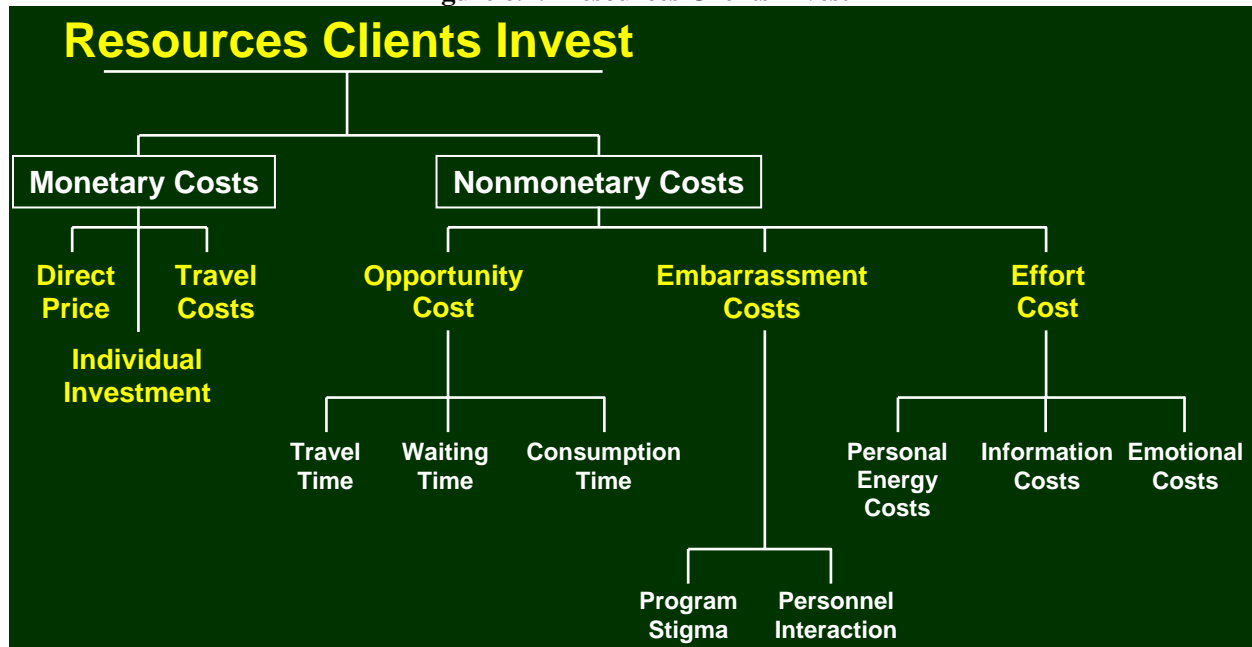 Resources Clients Invest
Monetary Costs
Nonmonetary Costs
Direct
Price
Travel
Costs
Individual
Investment
Opportunity
Cost
Embarrassment
Costs
Effort
Cost
Travel
Time
Waiting
Time
Consumption
Time
Personal
Energy
Costs
Information
Costs
Emotional
Costs
Program
Stigma
Personnel
Interaction